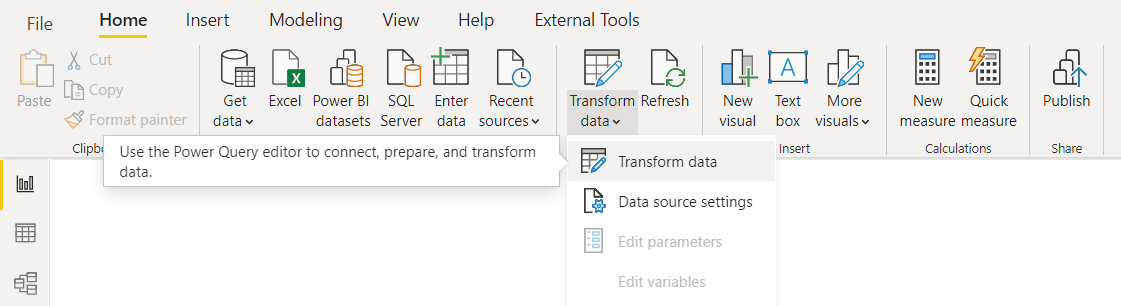 File Home Insert Modeling View Help External Tools
Paste
Cut
Copy
Format painter
Get
data
Excel
Power BI
datasets
SQL
Server
Enter
data
Recent
sources
Transform
data
Refresh
New
visual
Text
box
More
visuals
New
measure
Quick
measure
Publish
Clipb
Insert
Calculations
Share
Use the Power Query editor to connect, prepare, and transform
data.
Transform data
Data source settings
Edit parameters
Edit variables